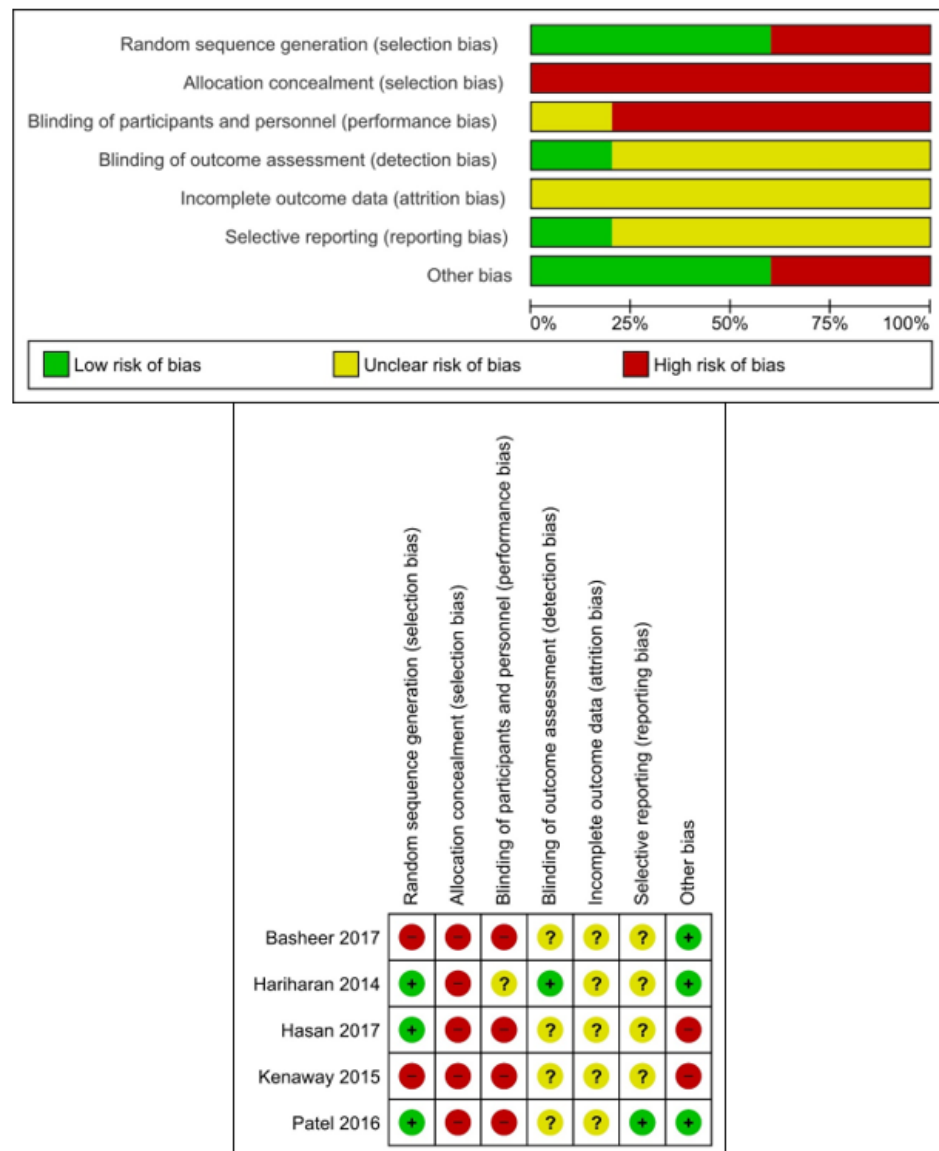 Random sequence generation (selection bias)
Allocation concealment (selection bias)
Blinding of participants and personnel (performance bias)
Blinding of outcome assessment (detection bias)
Incomplete outcome data (attrition bias)
Selective reporting (reporting bias)
Other bias
0% 25% 50% 75% 100%
Low risk of bias Unclear risk of bias High risk of bias
Random sequence generation (selection bias)
Allocation concealment (selection bias)
Blinding of participants and personnel (performance bias)
Blinding of outcome assessment (detection bias)
Incomplete outcome data (attrition bias)
Selective reporting (reporting bias)
Other bias
Basheer 2017 - - - ? ? ? +
Hariharan 2014 + - ? + ? ? +
Hasan 2017 + - - ? ? ? -
Kenaway 2015 - - - ? ? ? -
Patel 2016 + - - ? ? + +